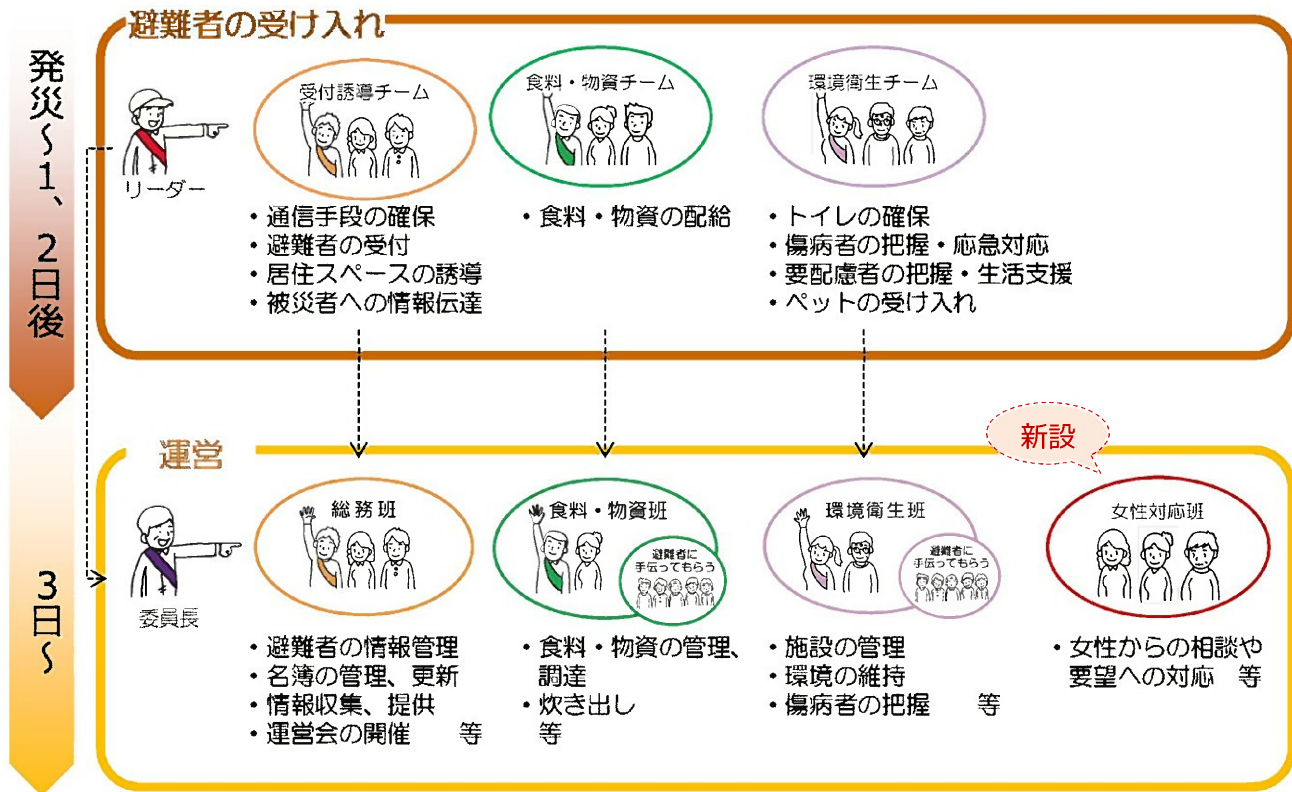 避難者の受け入れ
発災～1、2日後
リーダー
受付誘導チーム
・通信手段の確保
・避難者の受付
・居住スペースの誘導
・被災者への情報伝達
食料・物資チーム
・食料・物資の配給
環境衛生チーム
・トイレの確保
・傷病者の把握・応急対応
・要配慮者の把握・生活支援
・ペットの受け入れ
運営
3日～
委員長
総務班
・避難者の情報管理
・名簿の管理、更新
・情報収集、提供
・運営会の開催　等
食料・物資班
避難者に
手伝ってもらう
・食料・物資の管理、
調達
・炊き出し
等
環境衛生班
避難者に
手伝ってもらう
・施設の管理
・環境の維持
・傷病者の把握　等
新設
女性対応班
・女性からの相談や
要望への対応　等